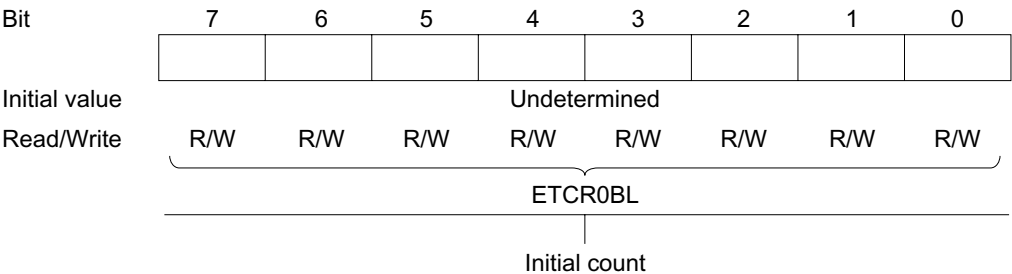 Bit 7 6 5 4 3 2 1 0
Initial value Undetermined
Read/Write R/W R/W R/W R/W R/W R/W R/W R/W
ETCR0BL
Initial count